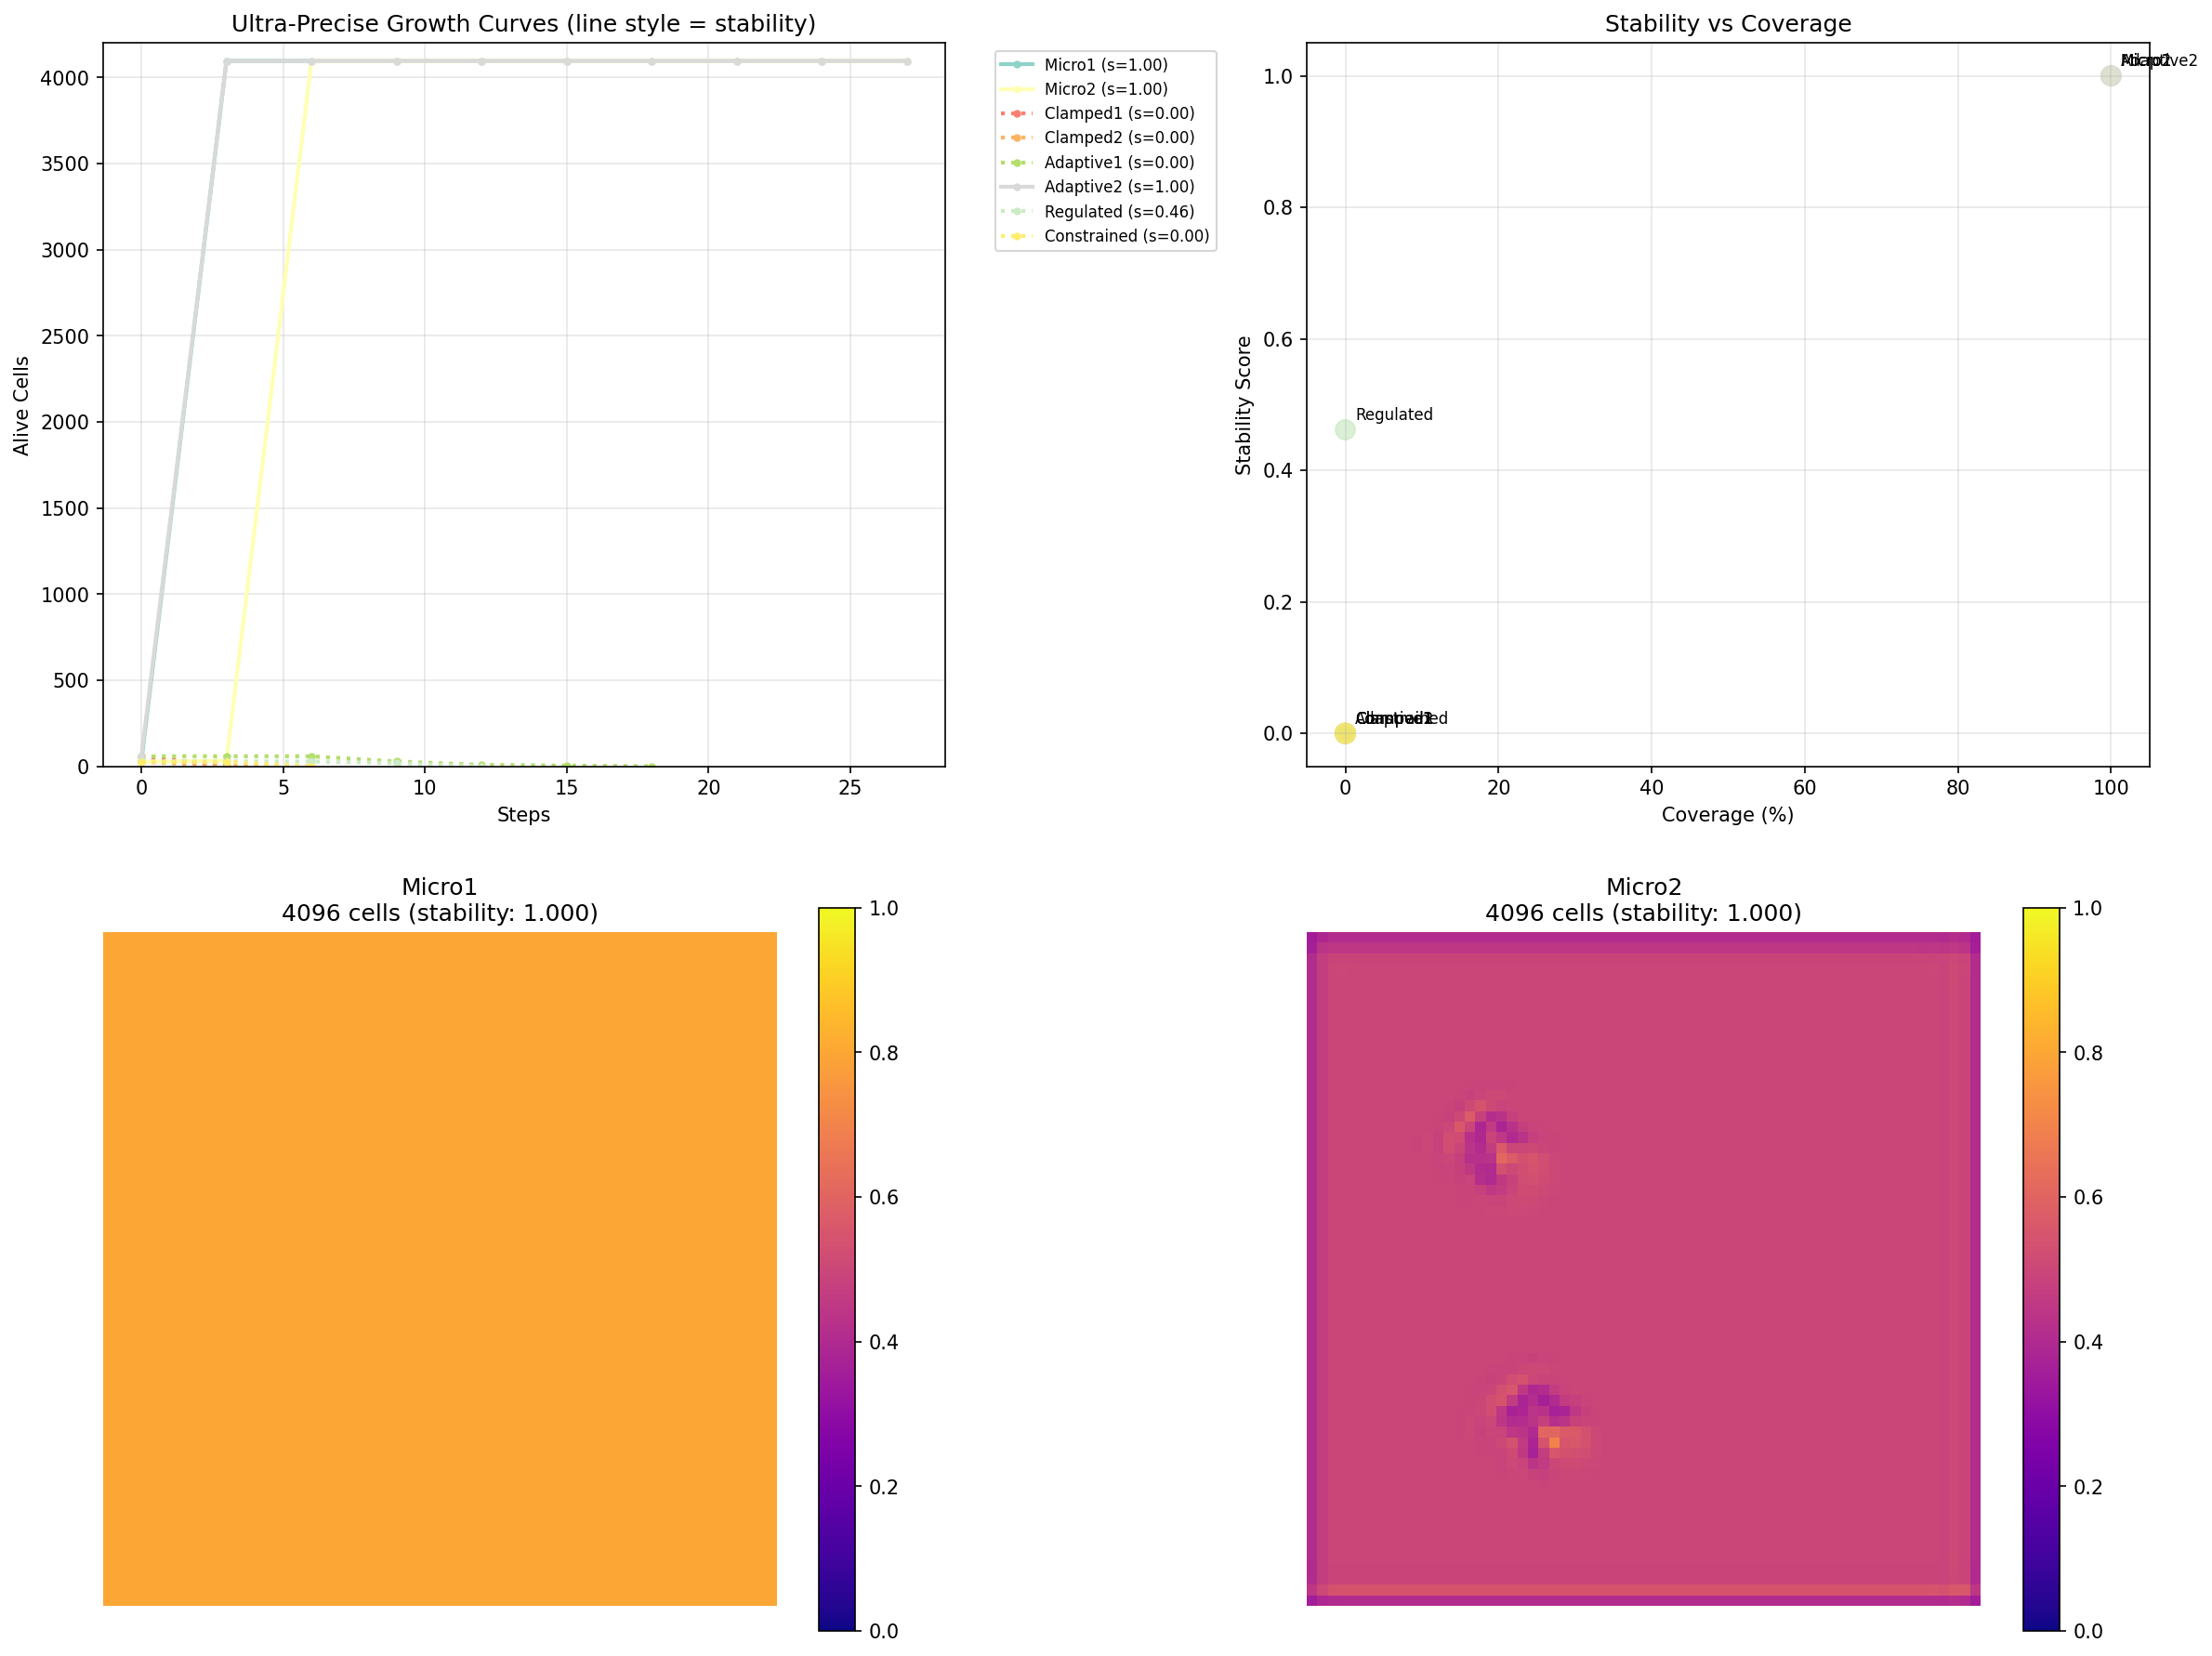 Ultra-Precise Growth Curves (line style = stability)
4000
3500
3000
2500
2000
1500
1000
500
0
Alive Cells
0 5 10 15 20 25
Steps
Micro1 (s=1.00)
Micro2 (s=1.00)
Clamped1 (s=0.00)
Clamped2 (s=0.00)
Adaptive1 (s=0.00)
Adaptive2 (s=1.00)
Regulated (s=0.46)
Constrained (s=0.00)
Stability vs Coverage
1.0
0.8
0.6
0.4
0.2
0.0
Stability Score
Regulated
0 20 40 60 80 100
Coverage (%)
Micro1
4096 cells (stability: 1.000)
1.0
0.8
0.6
0.4
0.2
0.0
Micro2
4096 cells (stability: 1.000)
1.0
0.8
0.6
0.4
0.2
0.0